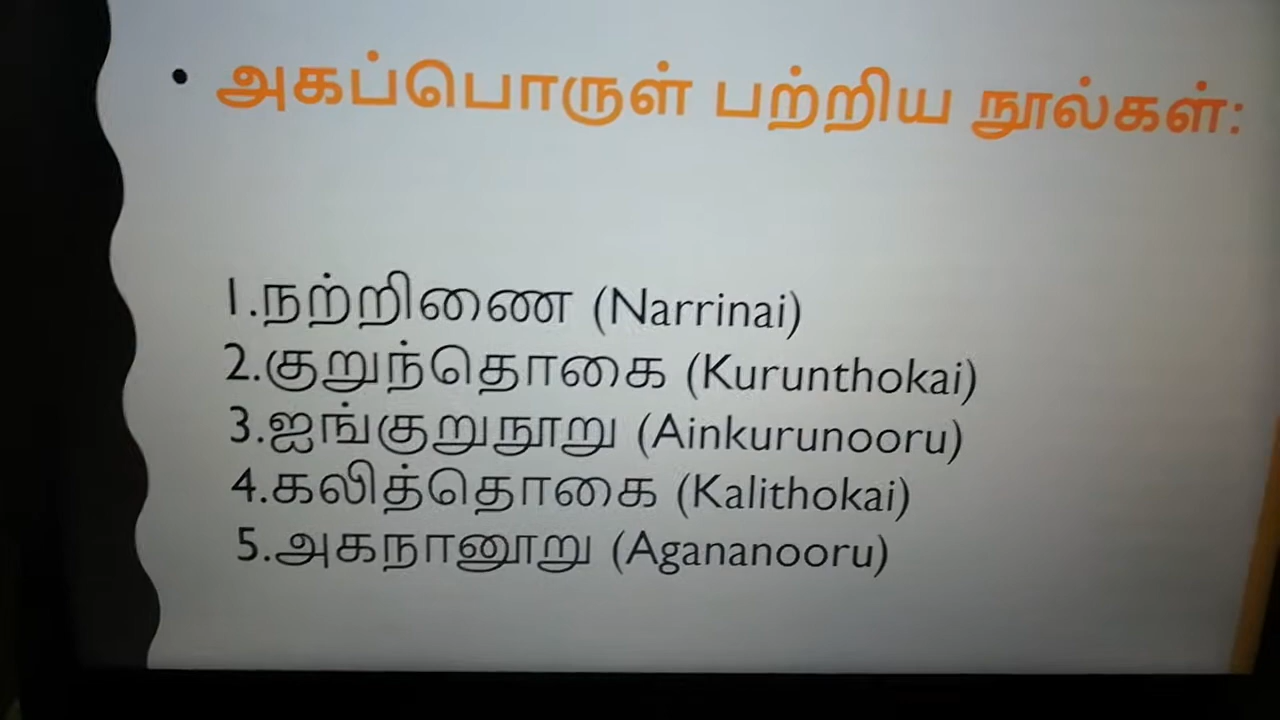 • அகப்பொருள் பற்றிய நூல்கள்:
1.நற்றிணை (Narrinai)
2.குறுந்தொகை (Kurunthokai)
3.ஐங்குறுநூறு (Ainkurunooru)
4.கலித்தொகை (Kalithokai)
5.அகநானூறு (Agananooru)